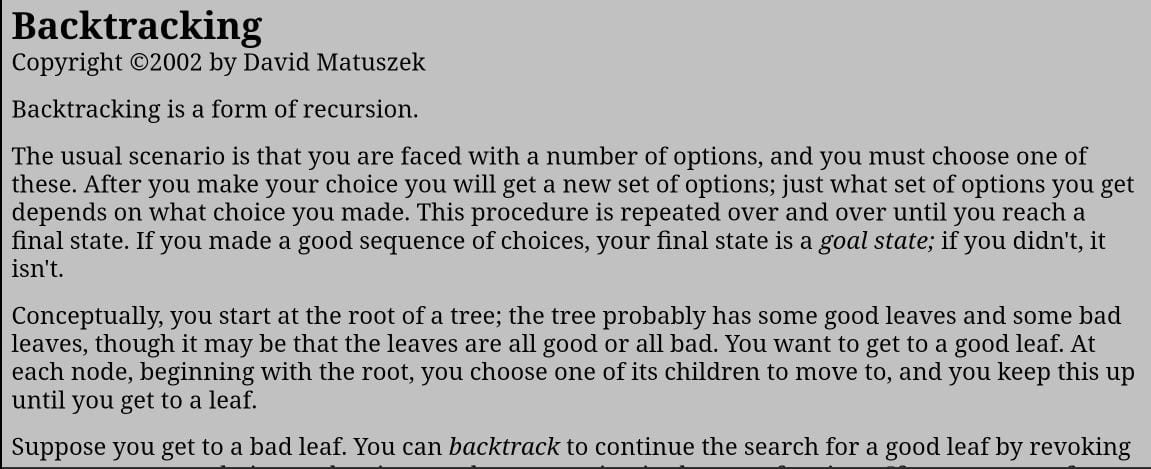 Backtracking
Copyright ©2002 by David Matuszek
Backtracking is a form of recursion.
The usual scenario is that you are faced with a number of options, and you must choose one of
these. After you make your choice you will get a new set of options; just what set of options you get
depends on what choice you made. This procedure is repeated over and over until you reach a
final state. If you made a good sequence of choices, your final state is a goal state; if you didn't, it
isn't.
Conceptually, you start at the root of a tree; the tree probably has some good leaves and some bad
leaves, though it may be that the leaves are all good or all bad. You want to get to a good leaf. At
each node, beginning with the root, you choose one of its children to move to, and you keep this up
until you get to a leaf.
Suppose you get to a bad leaf. You can backtrack to continue the search for a good leaf by revoking